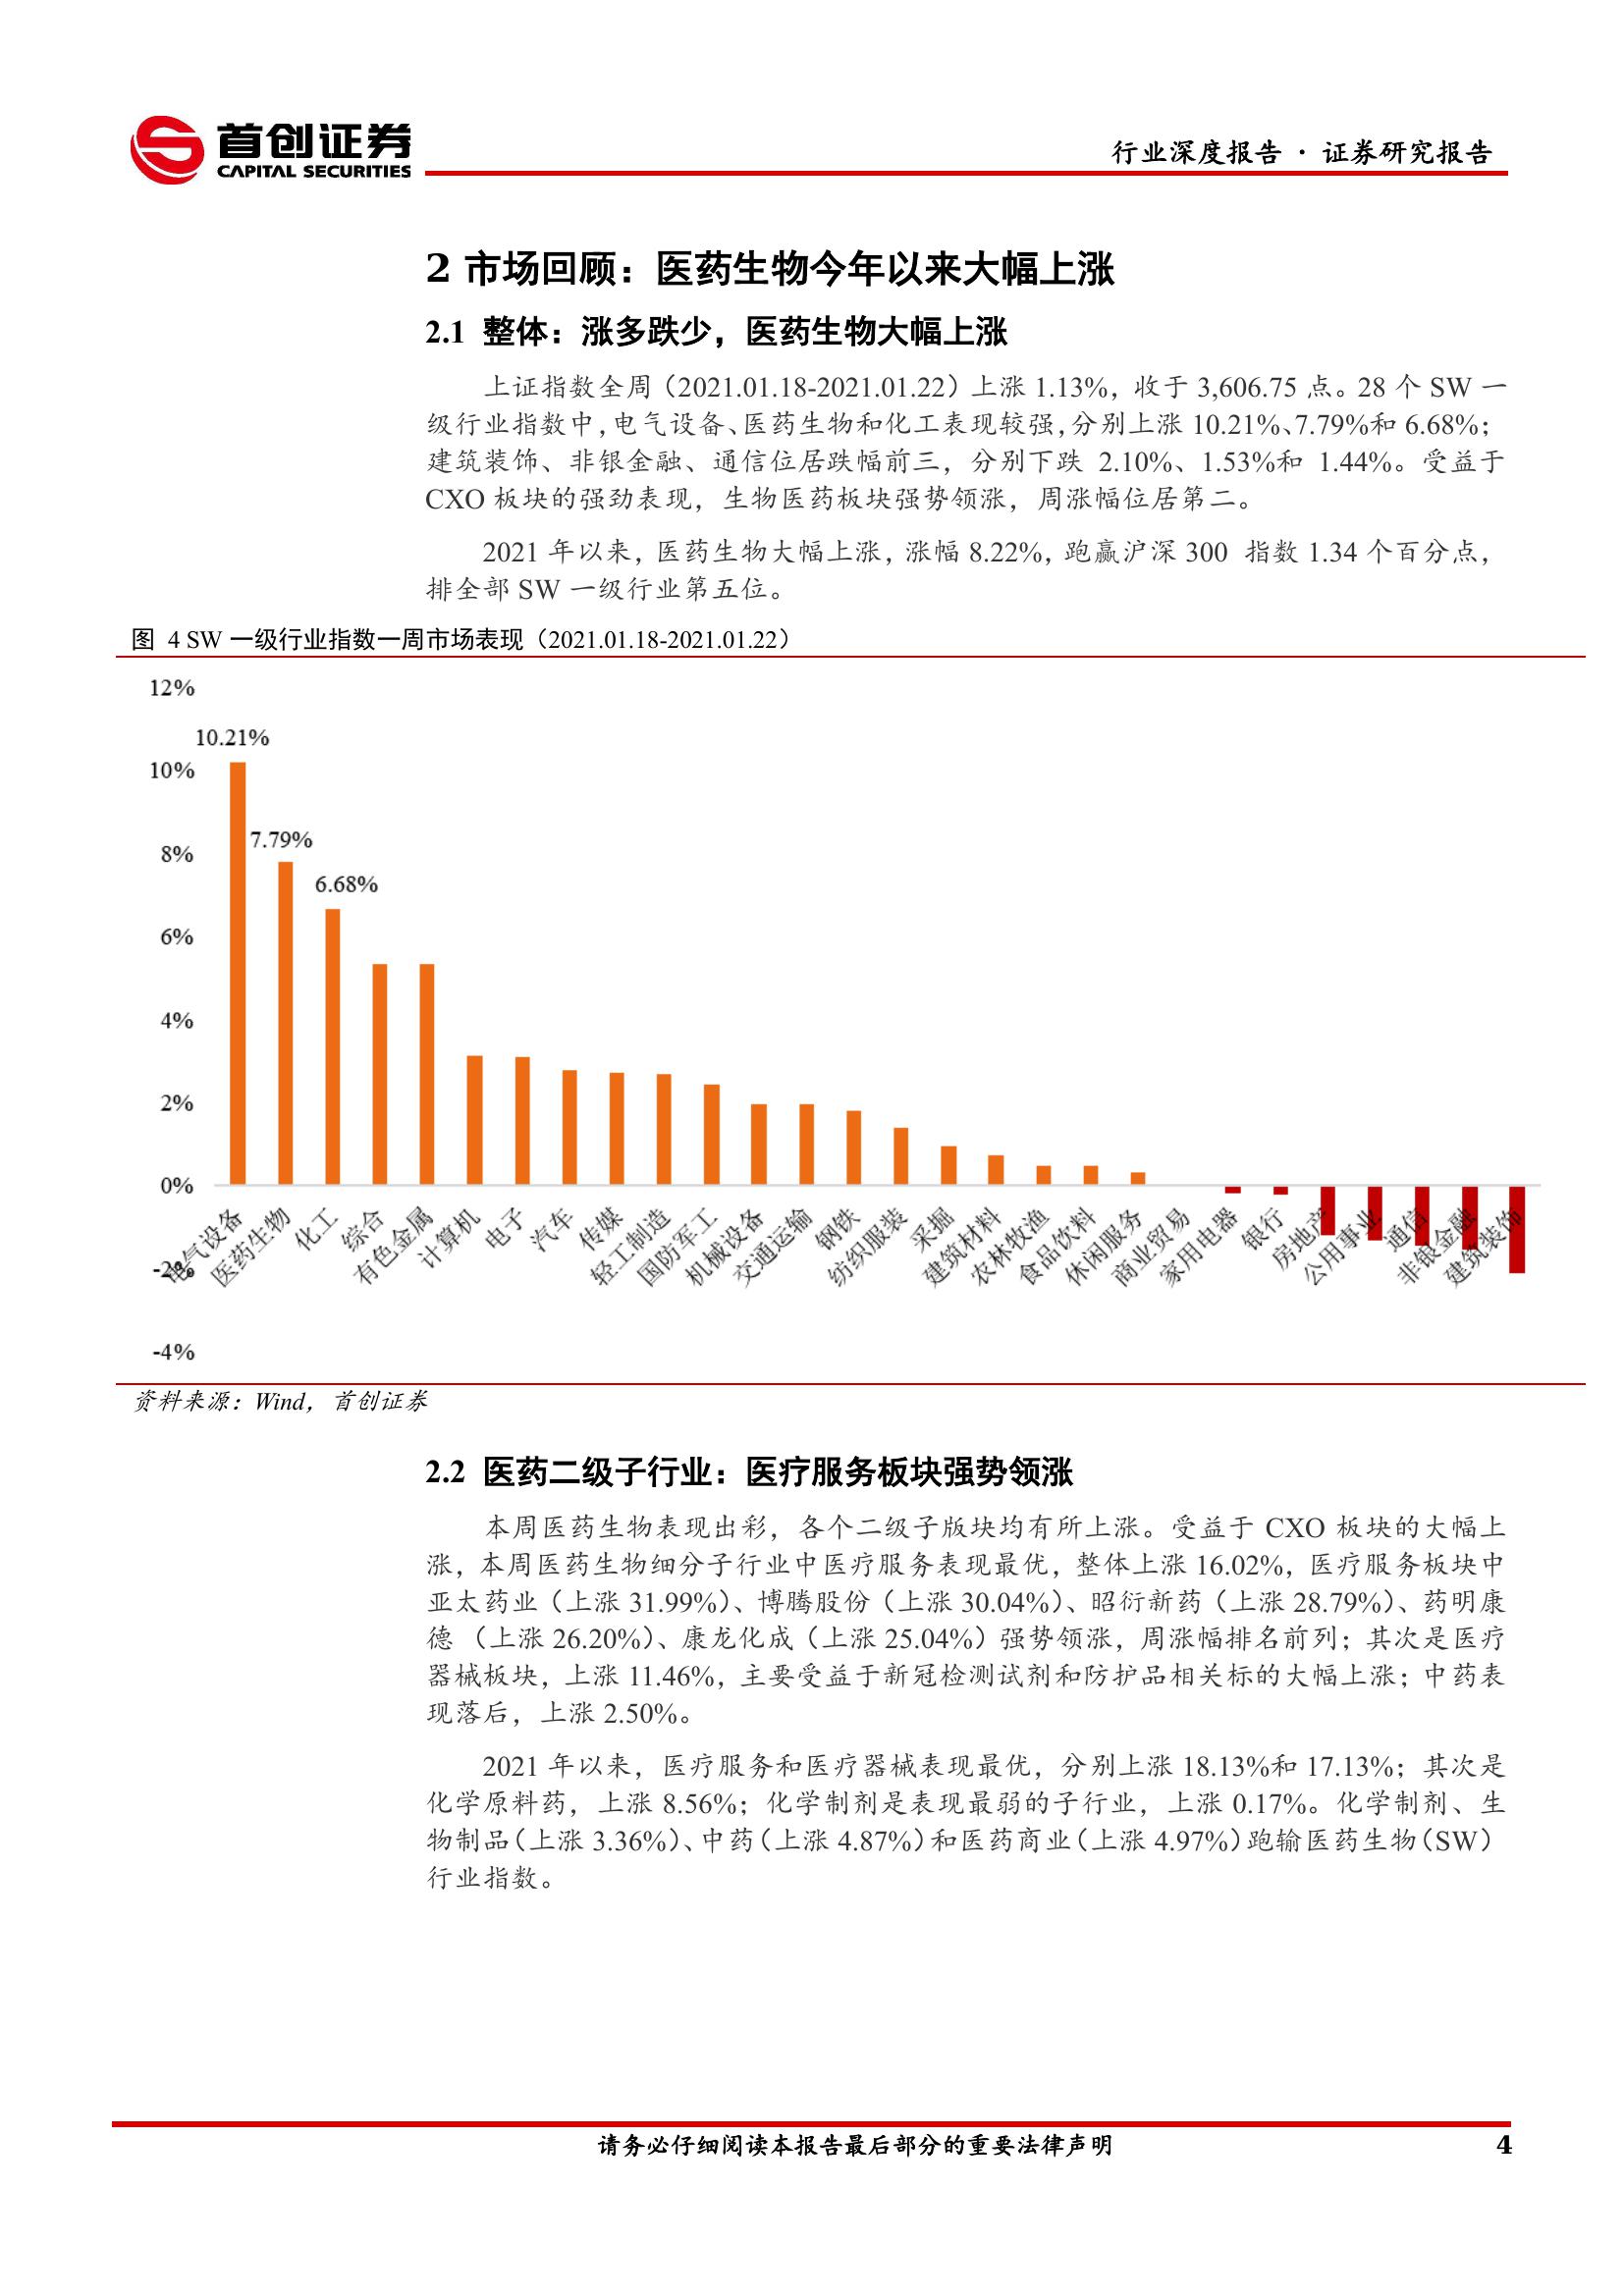 首创证券
CAPITAL SECURITIES
行业深度报告 · 证券研究报告
2 市场回顾：医药生物今年以来大幅上涨
2.1 整体：涨多跌少，医药生物大幅上涨
上证指数全周（2021.01.18-2021.01.22）上涨 1.13%，收于 3,606.75 点。28 个 SW 一
级行业指数中，电气设备、医药生物和化工表现较强，分别上涨 10.21%、7.79%和 6.68%；
建筑装饰、非银金融、通信位居跌幅前三，分别下跌 2.10%、1.53%和 1.44%。受益于
CXO 板块的强劲表现，生物医药板块强势领涨，周涨幅位居第二。
2021 年以来，医药生物大幅上涨，涨幅 8.22%，跑赢沪深 300 指数 1.34 个百分点，
排全部 SW 一级行业第五位。
图 4 SW 一级行业指数一周市场表现（2021.01.18-2021.01.22）
12%
10.21%
10%
7.79%
8%
6.68%
6%
4%
2%
0%
-2%
-4%
电气设备
医药生物
化工
综合
有色金属
计算机
电子
汽车
传媒
轻工制造
国防军工
机械设备
交通运输
钢铁
纺织服装
采掘
建筑材料
农林牧渔
食品饮料
休闲服务
商业贸易
家用电器
银行
房地产
公用事业
通信
非银金融
建筑装饰
资料来源：Wind，首创证券
2.2 医药二级子行业：医疗服务板块强势领涨
本周医药生物表现出彩，各个二级子版块均有所上涨。受益于 CXO 板块的大幅上
涨，本周医药生物细分子行业中医疗服务表现最优，整体上涨 16.02%，医疗服务板块中
亚太药业（上涨 31.99%）、博腾股份（上涨 30.04%）、昭衍新药（上涨 28.79%）、药明康
德 （上涨 26.20%）、康龙化成（上涨 25.04%）强势领涨，周涨幅排名前列；其次是医疗
器械板块，上涨 11.46%，主要受益于新冠检测试剂和防护品相关标的大幅上涨；中药表
现落后，上涨 2.50%。
2021 年以来，医疗服务和医疗器械表现最优，分别上涨 18.13%和 17.13%；其次是
化学原料药，上涨 8.56%；化学制剂是表现最弱的子行业，上涨 0.17%。化学制剂、生
物制品（上涨 3.36%）、中药（上涨 4.87%）和医药商业（上涨 4.97%）跑输医药生物（SW）
行业指数。
请务必仔细阅读本报告最后部分的重要法律声明
4